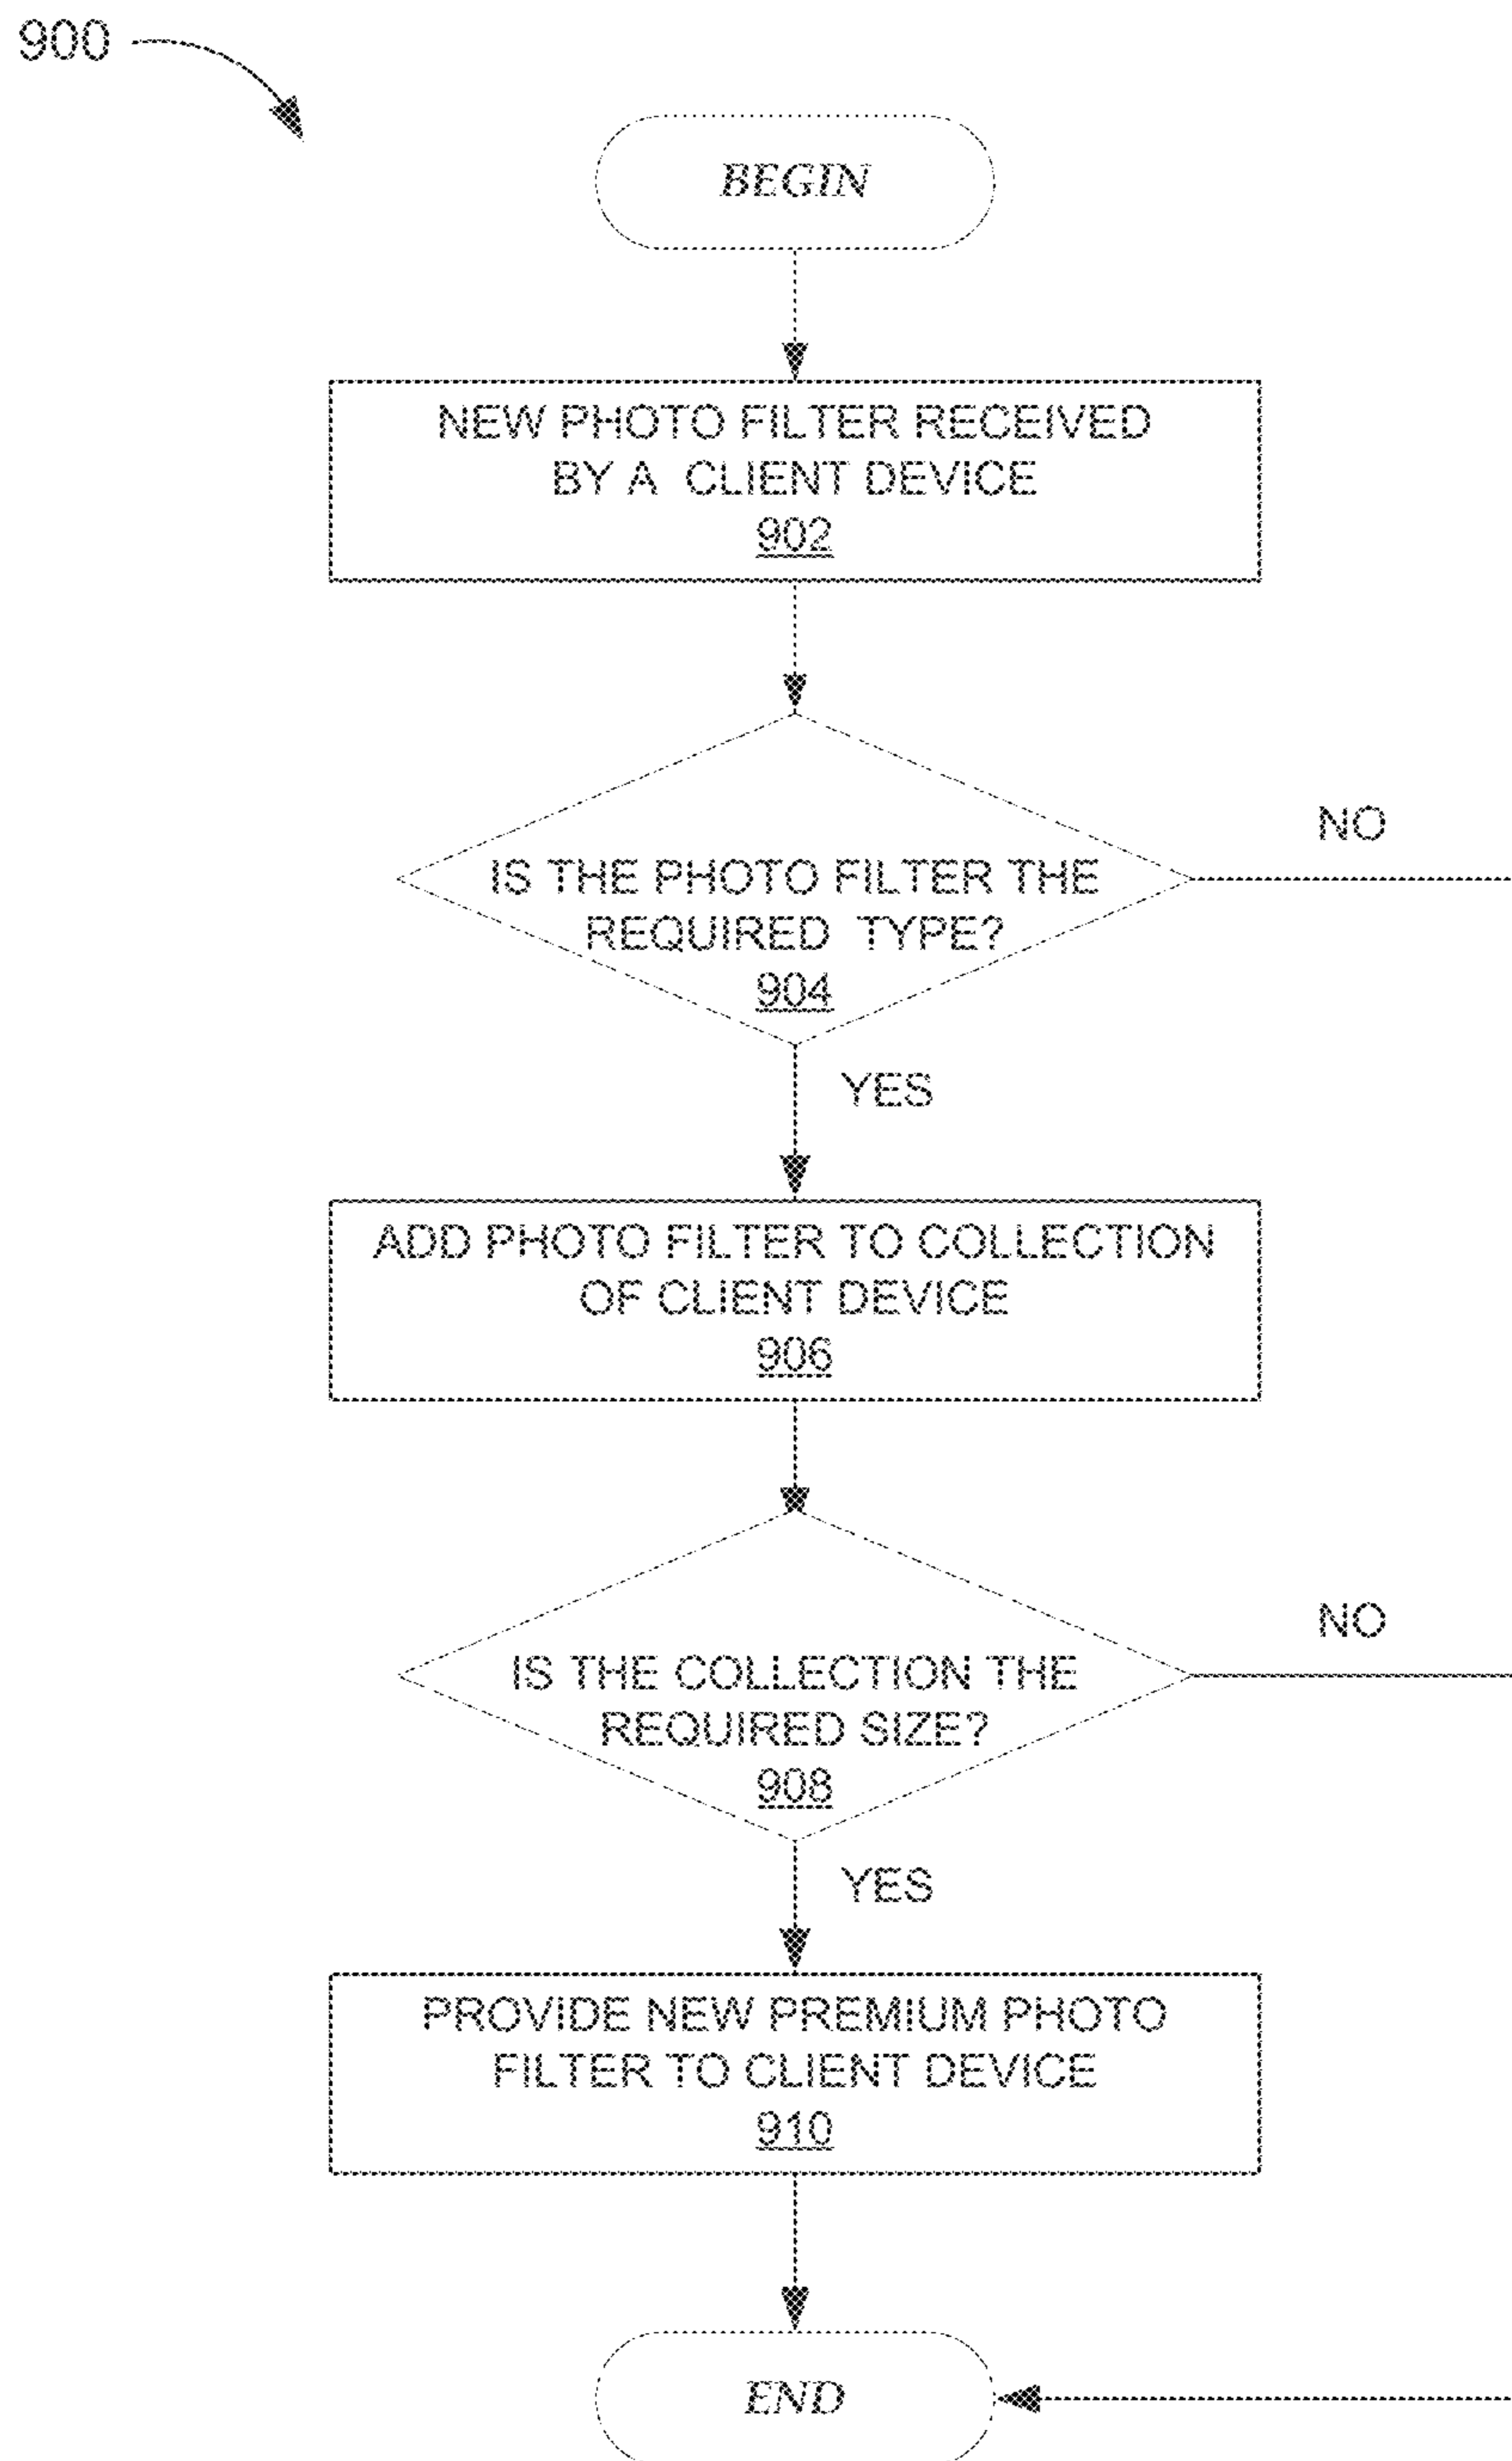 900
BEGIN
NEW PHOTO FILTER RECEIVED
BY A CLIENT DEVICE
902
IS THE PHOTO FILTER THE
REQUIRED TYPE?
904
NO
YES
ADD PHOTO FILTER TO COLLECTION
OF CLIENT DEVICE
906
IS THE COLLECTION THE
REQUIRED SIZE?
908
NO
YES
PROVIDE NEW PREMIUM PHOTO
FILTER TO CLIENT DEVICE
910
END